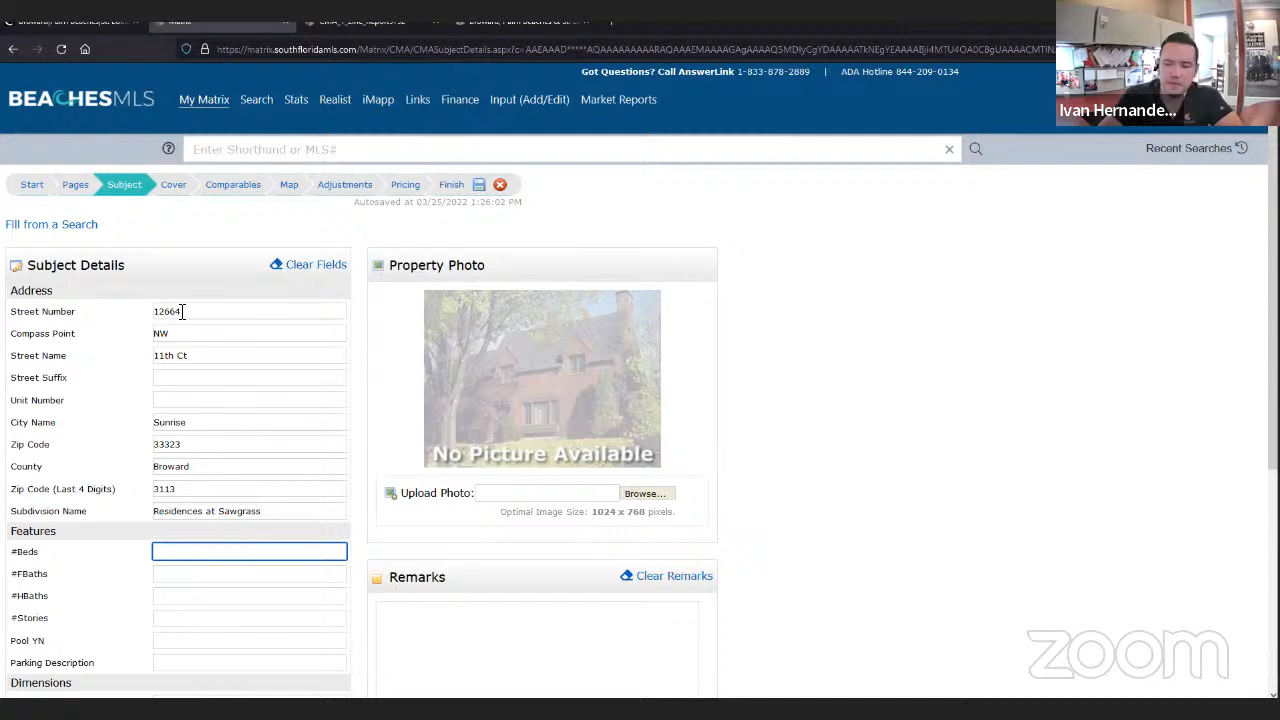 Matrix
https://matrix.southfloridamls.com/Matrix/CMA/CMASubjectDetails.aspx?c=
Got Questions? Call AnswerLink 1-833-878-2889 | ADA Hotline 844-209-0134
BEACHESMLS
My Matrix Search Stats Realist iMapp Links Finance Input (Add/Edit) Market Reports
Ivan Hernande...
Enter Shorthand or MLS#
Recent Searches
Start Pages Subject Cover Comparables Map Adjustments Pricing Finish
Autosaved at 03/25/2022 1:26:02 PM
Fill from a Search
Subject Details Clear Fields
Address
Street Number 12664
Compass Point NW
Street Name 11th Ct
Street Suffix
Unit Number
City Name Sunrise
Zip Code 33323
County Broward
Zip Code (Last 4 Digits) 3113
Subdivision Name Residences at Sawgrass
Features
#Beds
#FBaths
#HBaths
#Stories
Pool YN
Parking Description
Dimensions
Property Photo
No Picture Available
Upload Photo: Browse...
Optimal Image Size: 1024 x 768 pixels.
Remarks Clear Remarks
zoom